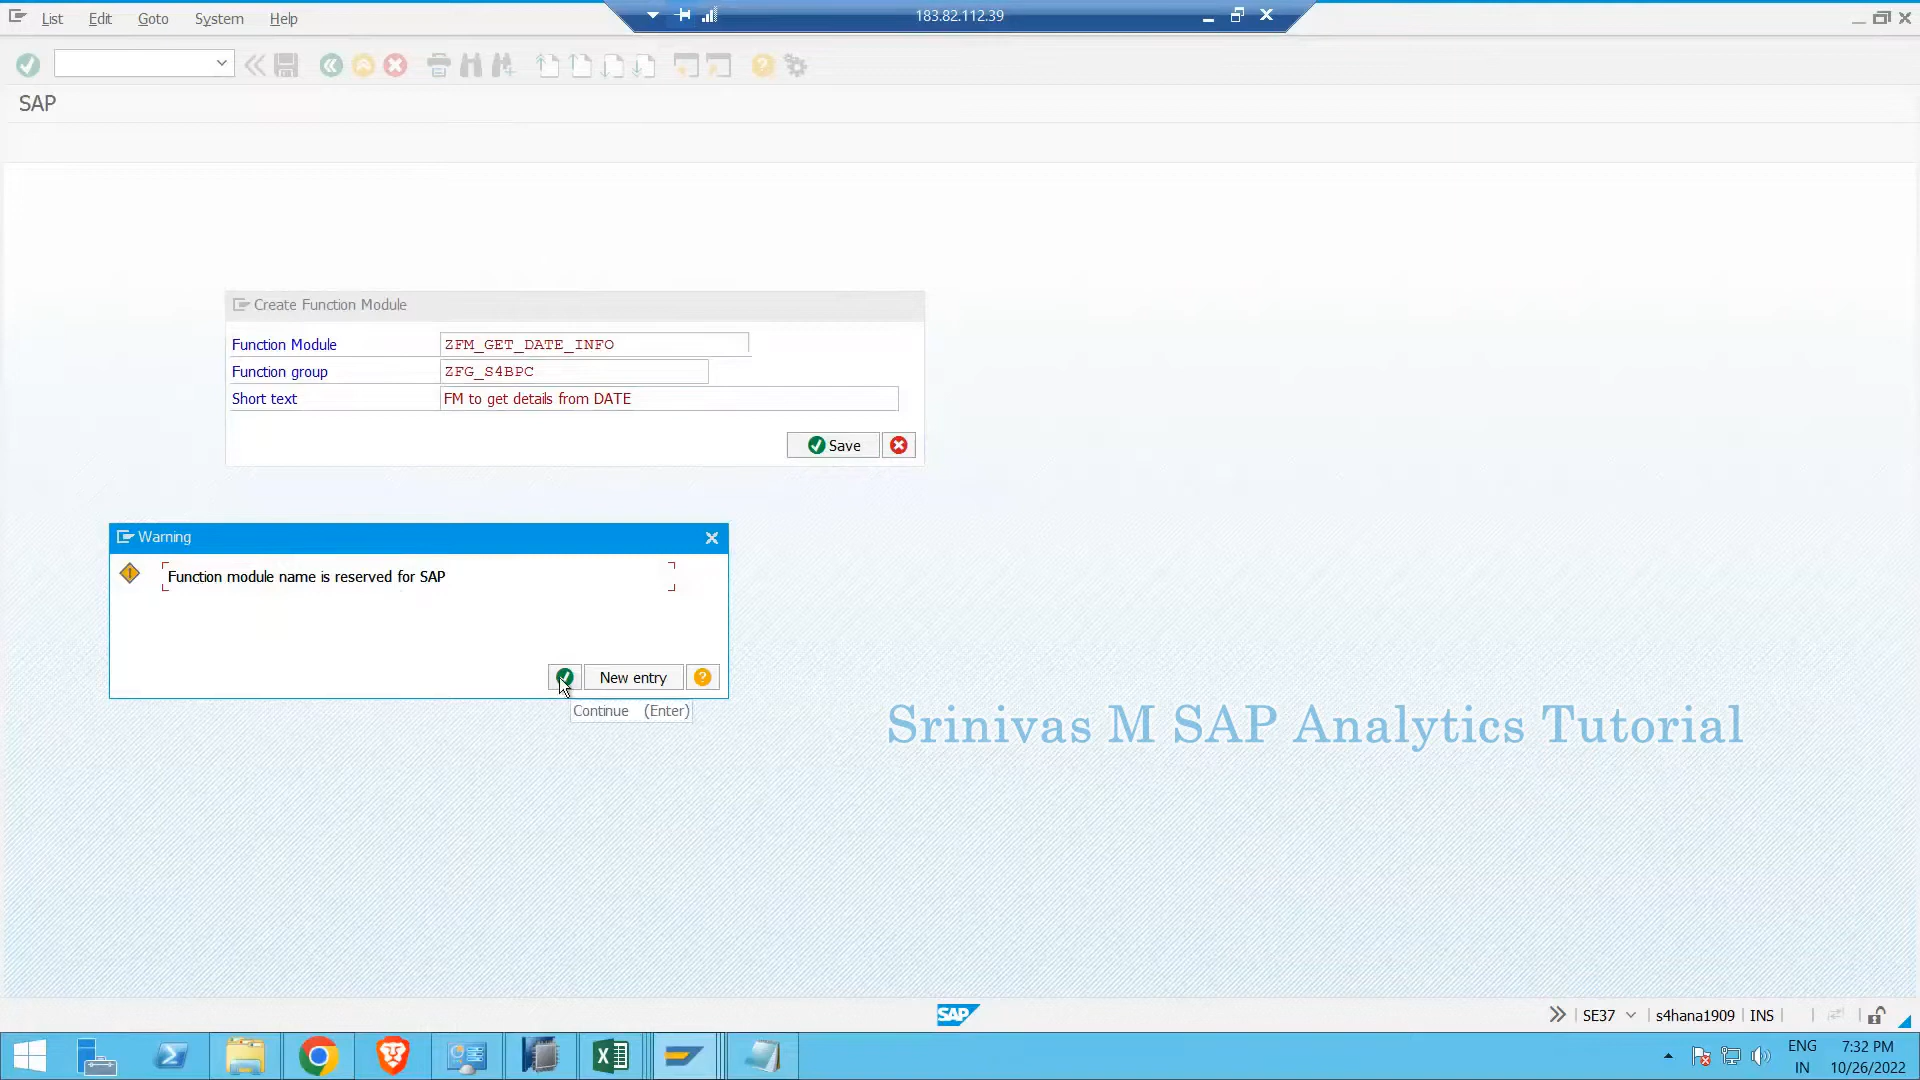 183.82.112.39
List Edit Goto System Help
SAP
Create Function Module
Function Module ZFM_GET_DATE_INFO
Function group ZFG_S4BPC
Short text FM to get details from DATE
Save
Warning
Function module name is reserved for SAP
New entry
Continue (Enter)
Srinivas M SAP Analytics Tutorial
SAP
SE37 s4hana1909 INS
ENG 7:32 PM
IN 10/26/2022